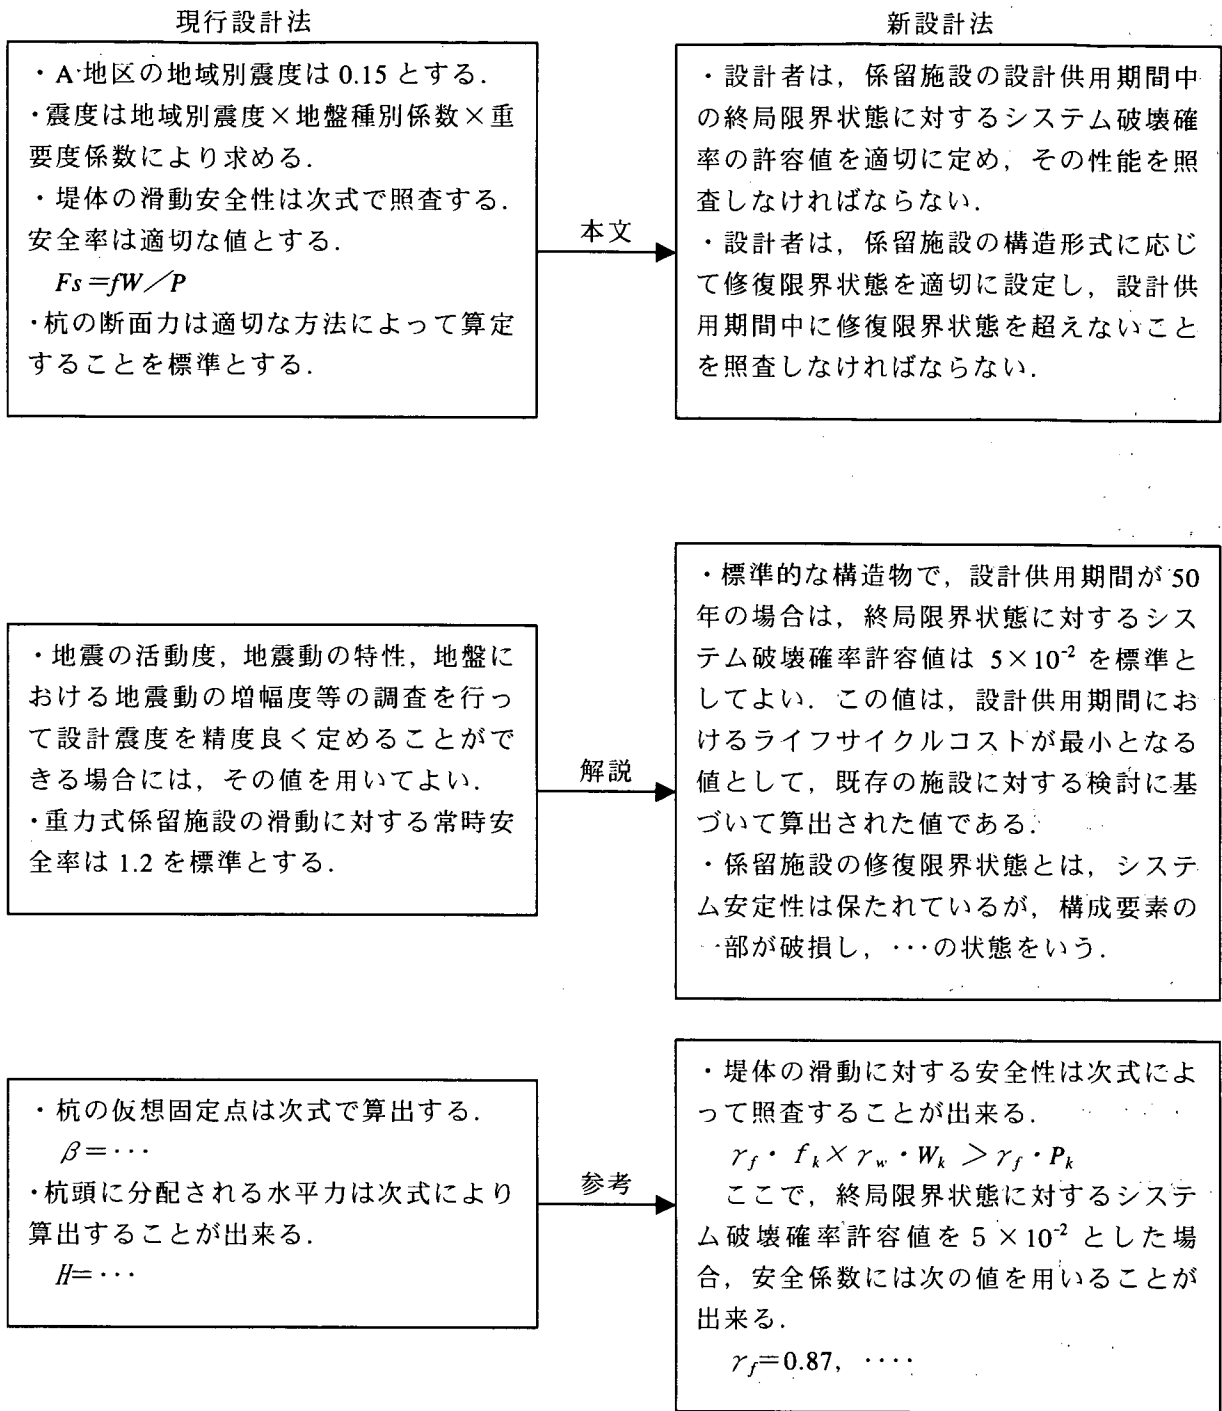 現行設計法
・A 地区の地域別震度は 0.15 とする.
・震度は地域別震度×地盤種別係数×重
要度係数により求める.
・堤体の滑動安全性は次式で照査する.
安全率は適切な値とする.
Fs=fW／P
・杭の断面力は適切な方法によって算定
することを標準とする.
本文
新設計法
・設計者は，係留施設の設計供用期間中
の終局限界状態に対するシステム破壊確
率の許容値を適切に定め，その性能を照
査しなければならない.
・設計者は，係留施設の構造形式に応じ
て修復限界状態を適切に設定し，設計供
用期間中に修復限界状態を超えないこと
を照査しなければならない.
・地震の活動度，地震動の特性，地盤に
おける地震動の増幅度等の調査を行っ
て設計震度を精度良く定めることがで
きる場合には，その値を用いてよい.
・重力式係留施設の滑動に対する常時安
全率は 1.2 を標準とする.
解説
・標準的な構造物で，設計供用期間が 50
年の場合は，終局限界状態に対するシス
テム破壊確率許容値は 5×10⁻² を標準と
してよい. この値は，設計供用期間にお
けるライフサイクルコストが最小となる
値として，既存の施設に対する検討に基
づいて算出された値である.
・係留施設の修復限界状態とは，システ
ム安定性は保たれているが，構成要素の
一部が破損し，…の状態をいう.
・杭の仮想固定点は次式で算出する.
β＝…
・杭頭に分配される水平力は次式により
算出することが出来る.
H=…
参考
・堤体の滑動に対する安全性は次式によ
って照査することが出来る.
γf・fk×γw・Wk ＞γf・Pk
ここで，終局限界状態に対するシステ
ム破壊確率許容値を 5×10⁻² とした場
合，安全係数には次の値を用いることが
出来る.
γf=0.87，‥‥